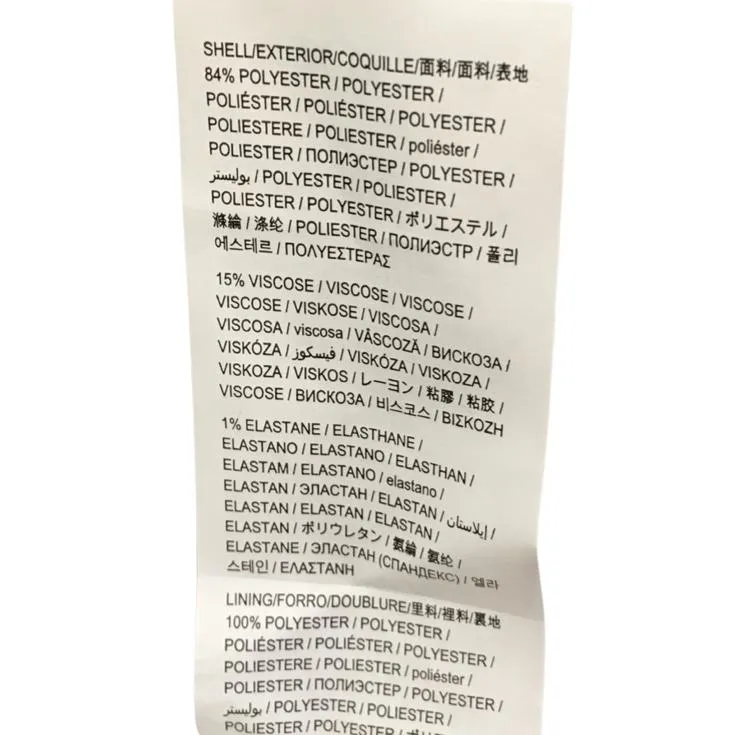 SHELL/EXTERIOR/COQUILLE/面料/面料/表地
84% POLYESTER / POLYESTER /
POLIÉSTER / POLIÉSTER / POLYESTER /
POLIESTERE / POLIESTER / poliéster /
POLIESTER / ПОЛИЭСТЕР / POLYESTER /
بوليستر / POLYESTER / POLIESTER /
POLIESTER / POLYESTER / ポリエステル /
滌綸 / 涤纶 / POLIESTER / ПОЛИЭСТР / 폴리
에스테르 / ΠΟΛΥΕΣΤΕΡΑΣ
15% VISCOSE / VISCOSE / VISCOSE /
VISCOSE / VISKOSE / VISCOSA /
VISCOSA / viscosa / VÂSCOZĂ / ВИСКОЗА /
VISKÓZA / فيسكوز / VISKÓZA / VISKOZA /
VISKOZA / VISKOS / レーヨン / 粘膠 / 粘胶 /
VISCOSE / ВИСКОЗА / 비스코스 / ΒΙΣΚΟΖΗ
1% ELASTANE / ELASTHANE /
ELASTANO / ELASTANO / ELASTHAN /
ELASTAM / ELASTANO / elastano /
ELASTAN / ЭЛАСТАН / ELASTAN / إيلاستان /
ELASTAN / ELASTAN / ELASTAN /
ELASTAN / ポリウレタン / 氨綸 / 氨纶 /
ELASTANE / ЭЛАСТАН (СПАНДЕКС) / 엘라
스테인 / ΕΛΑΣΤΑΝΗ
LINING/FORRO/DOUBLURE/里料/裡料/裏地
100% POLYESTER / POLYESTER /
POLIÉSTER / POLIÉSTER / POLYESTER /
POLIESTERE / POLIESTER / poliéster /
POLIESTER / ПОЛИЭСТЕР / POLYESTER /
بوليستر / POLYESTER / POLIESTER /
POLIESTER / POLYESTER /